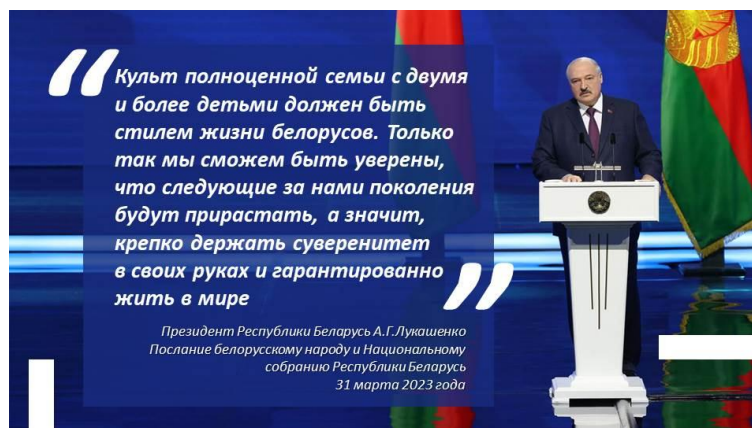 “
Культ полноценной семьи с двумя
и более детьми должен быть
стилем жизни белорусов. Только
так мы сможем быть уверены,
что следующие за нами поколения
будут прирастать, а значит,
крепко держать суверенитет
в своих руках и гарантированно
жить в мире
”
Президент Республики Беларусь А.Г.Лукашенко
Послание белорусскому народу и Национальному
собранию Республики Беларусь
31 марта 2023 года